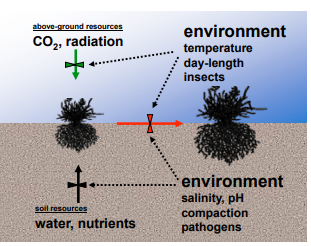 above-ground resources
CO2, radiation
environment
temperature
day-length
insects
environment
salinity, pH
compaction
pathogens
soil resources
water, nutrients